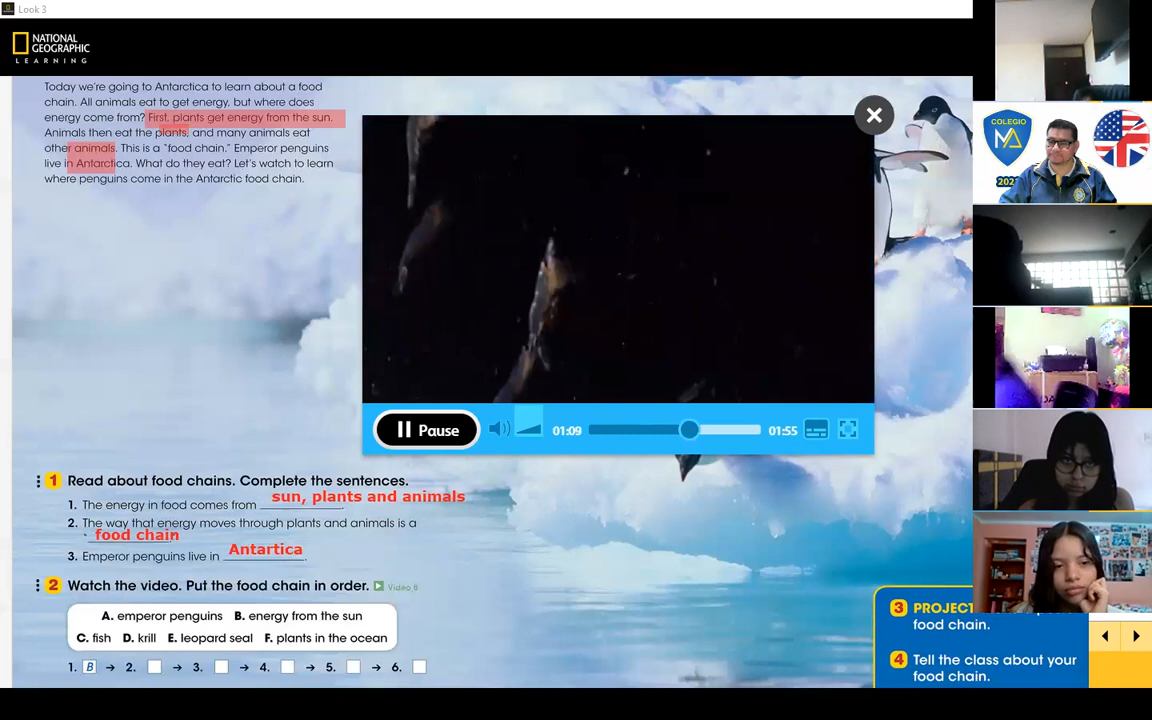 Look 3
NATIONAL
GEOGRAPHIC
LEARNING
Today we're going to Antarctica to learn about a food
chain. All animals eat to get energy, but where does
energy come from? First, plants get energy from the sun.
Animals then eat the plants, and many animals eat
other animals. This is a "food chain." Emperor penguins
live in Antarctica. What do they eat? Let's watch to learn
where penguins come in the Antarctic food chain.
Pause
01:09
01:55
COLEGIO
1 Read about food chains. Complete the sentences.
1. The energy in food comes from sun, plants and animals.
2. The way that energy moves through plants and animals is a
food chain.
3. Emperor penguins live in Antartica.
2 Watch the video. Put the food chain in order. Video 8
A. emperor penguins B. energy from the sun
C. fish D. krill E. leopard seal F. plants in the ocean
1. B → 2. → 3. → 4. → 5. → 6.
3 PROJECT
food chain.
4 Tell the class about your
food chain.